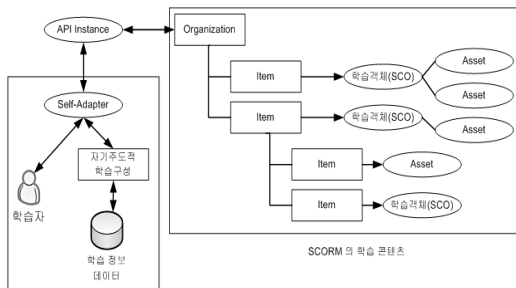 API Instance
Organization
Item
학습객체(SCO)
Asset
Asset
Self-Adapter
Item
학습객체(SCO)
Asset
자기주도적
학습구성
Item
Asset
학습자
Item
학습객체(SCO)
학습 정보
데이터
SCORM 의 학습 콘텐츠